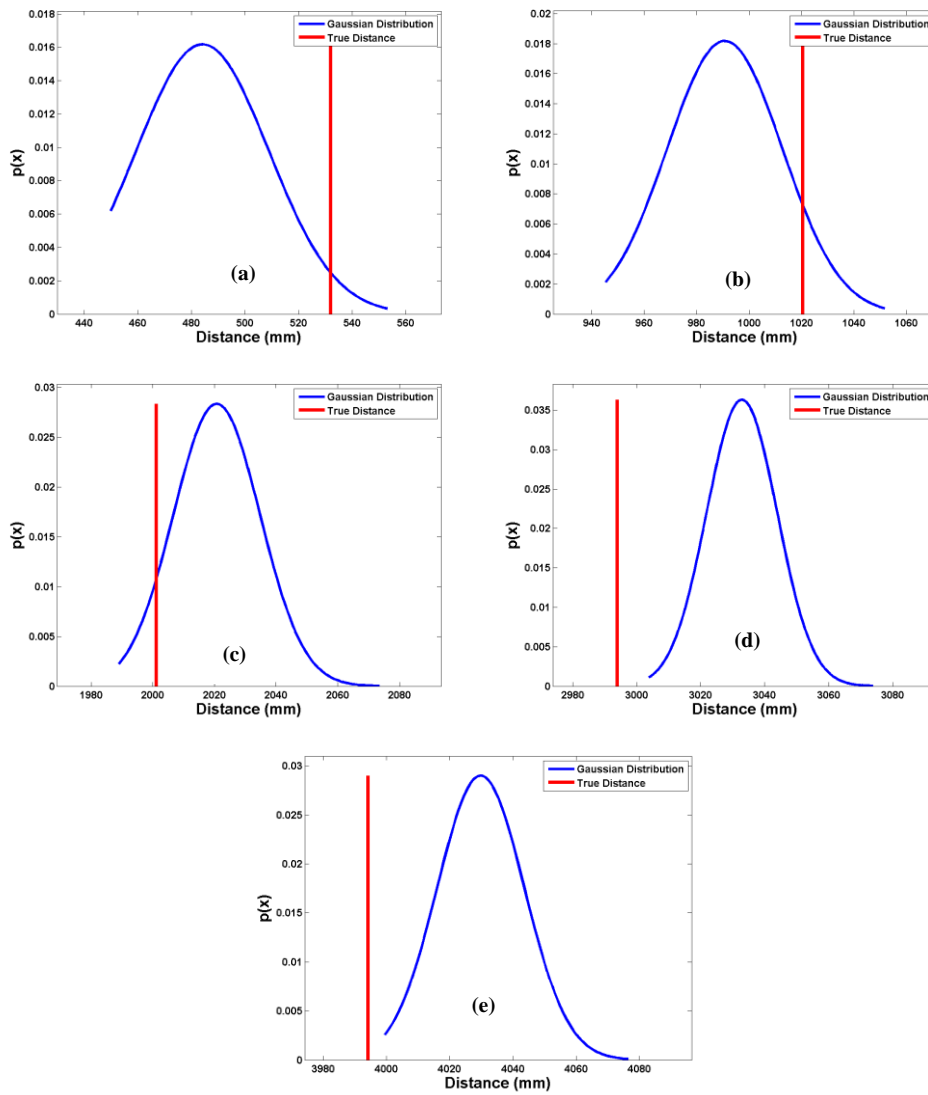 0.018
0.016
0.014
0.012
0.01
0.008
0.006
0.004
0.002
0
p(x)
Gaussian Distribution
True Distance
(a)
440 460 480 500 520 540 560
Distance (mm)
0.02
0.018
0.016
0.014
0.012
0.01
0.008
0.006
0.004
0.002
0
p(x)
Gaussian Distribution
True Distance
(b)
940 960 980 1000 1020 1040 1060
Distance (mm)
0.03
0.025
0.02
0.015
0.01
0.005
0
p(x)
Gaussian Distribution
True Distance
(c)
1980 2000 2020 2040 2060 2080
Distance (mm)
0.035
0.03
0.025
0.02
0.015
0.01
0.005
0
p(x)
Gaussian Distribution
True Distance
(d)
2980 3000 3020 3040 3060 3080
Distance (mm)
0.03
0.025
0.02
0.015
0.01
0.005
0
p(x)
Gaussian Distribution
True Distance
(e)
3980 4000 4020 4040 4060 4080
Distance (mm)